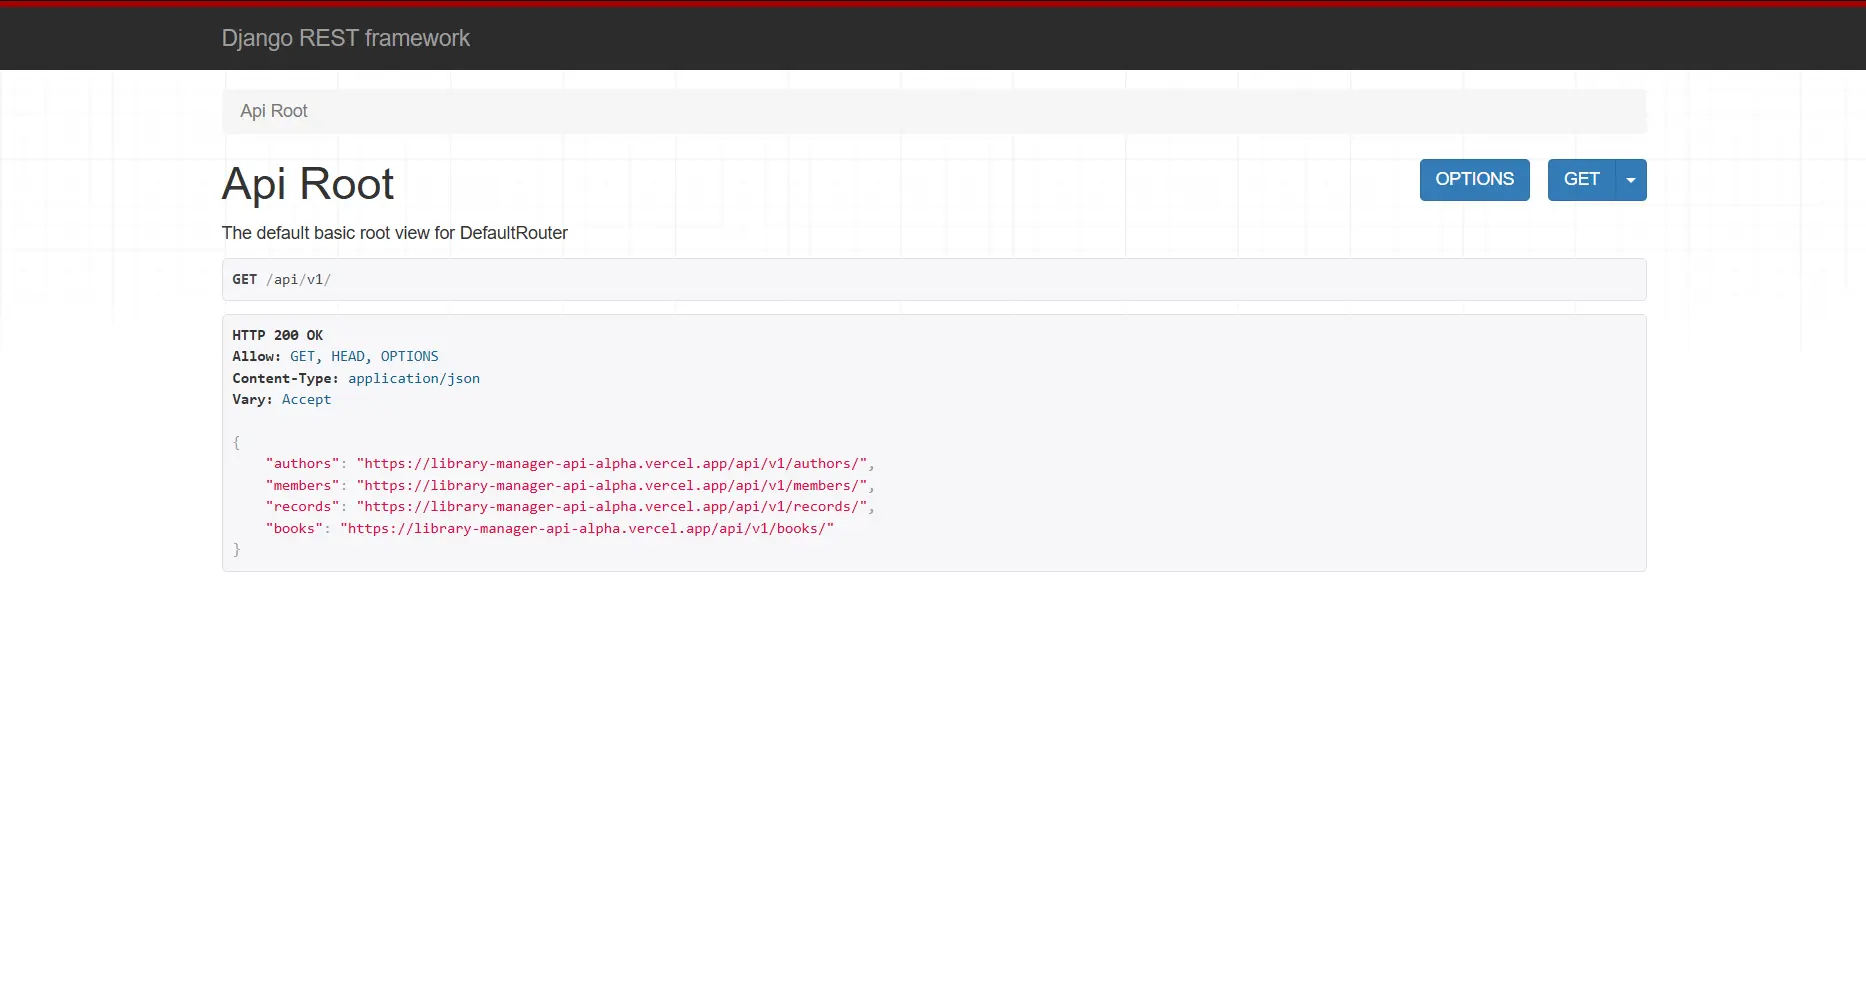 Django REST framework
Api Root
Api Root
OPTIONS
GET
The default basic root view for DefaultRouter
GET /api/v1/
HTTP 200 OK
Allow: GET, HEAD, OPTIONS
Content-Type: application/json
Vary: Accept
{
    "authors": "https://library-manager-api-alpha.vercel.app/api/v1/authors/",
    "members": "https://library-manager-api-alpha.vercel.app/api/v1/members/",
    "records": "https://library-manager-api-alpha.vercel.app/api/v1/records/",
    "books": "https://library-manager-api-alpha.vercel.app/api/v1/books/"
}